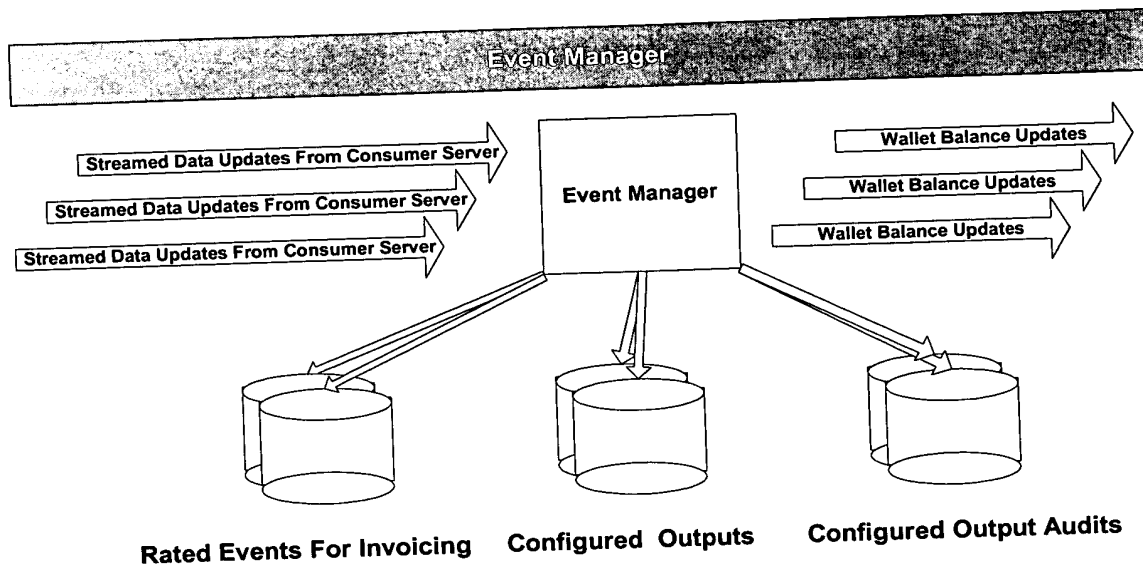 Event Manager
Streamed Data Updates From Consumer Server
Streamed Data Updates From Consumer Server
Streamed Data Updates From Consumer Server
Event Manager
Wallet Balance Updates
Wallet Balance Updates
Wallet Balance Updates
Rated Events For Invoicing
Configured Outputs
Configured Output Audits